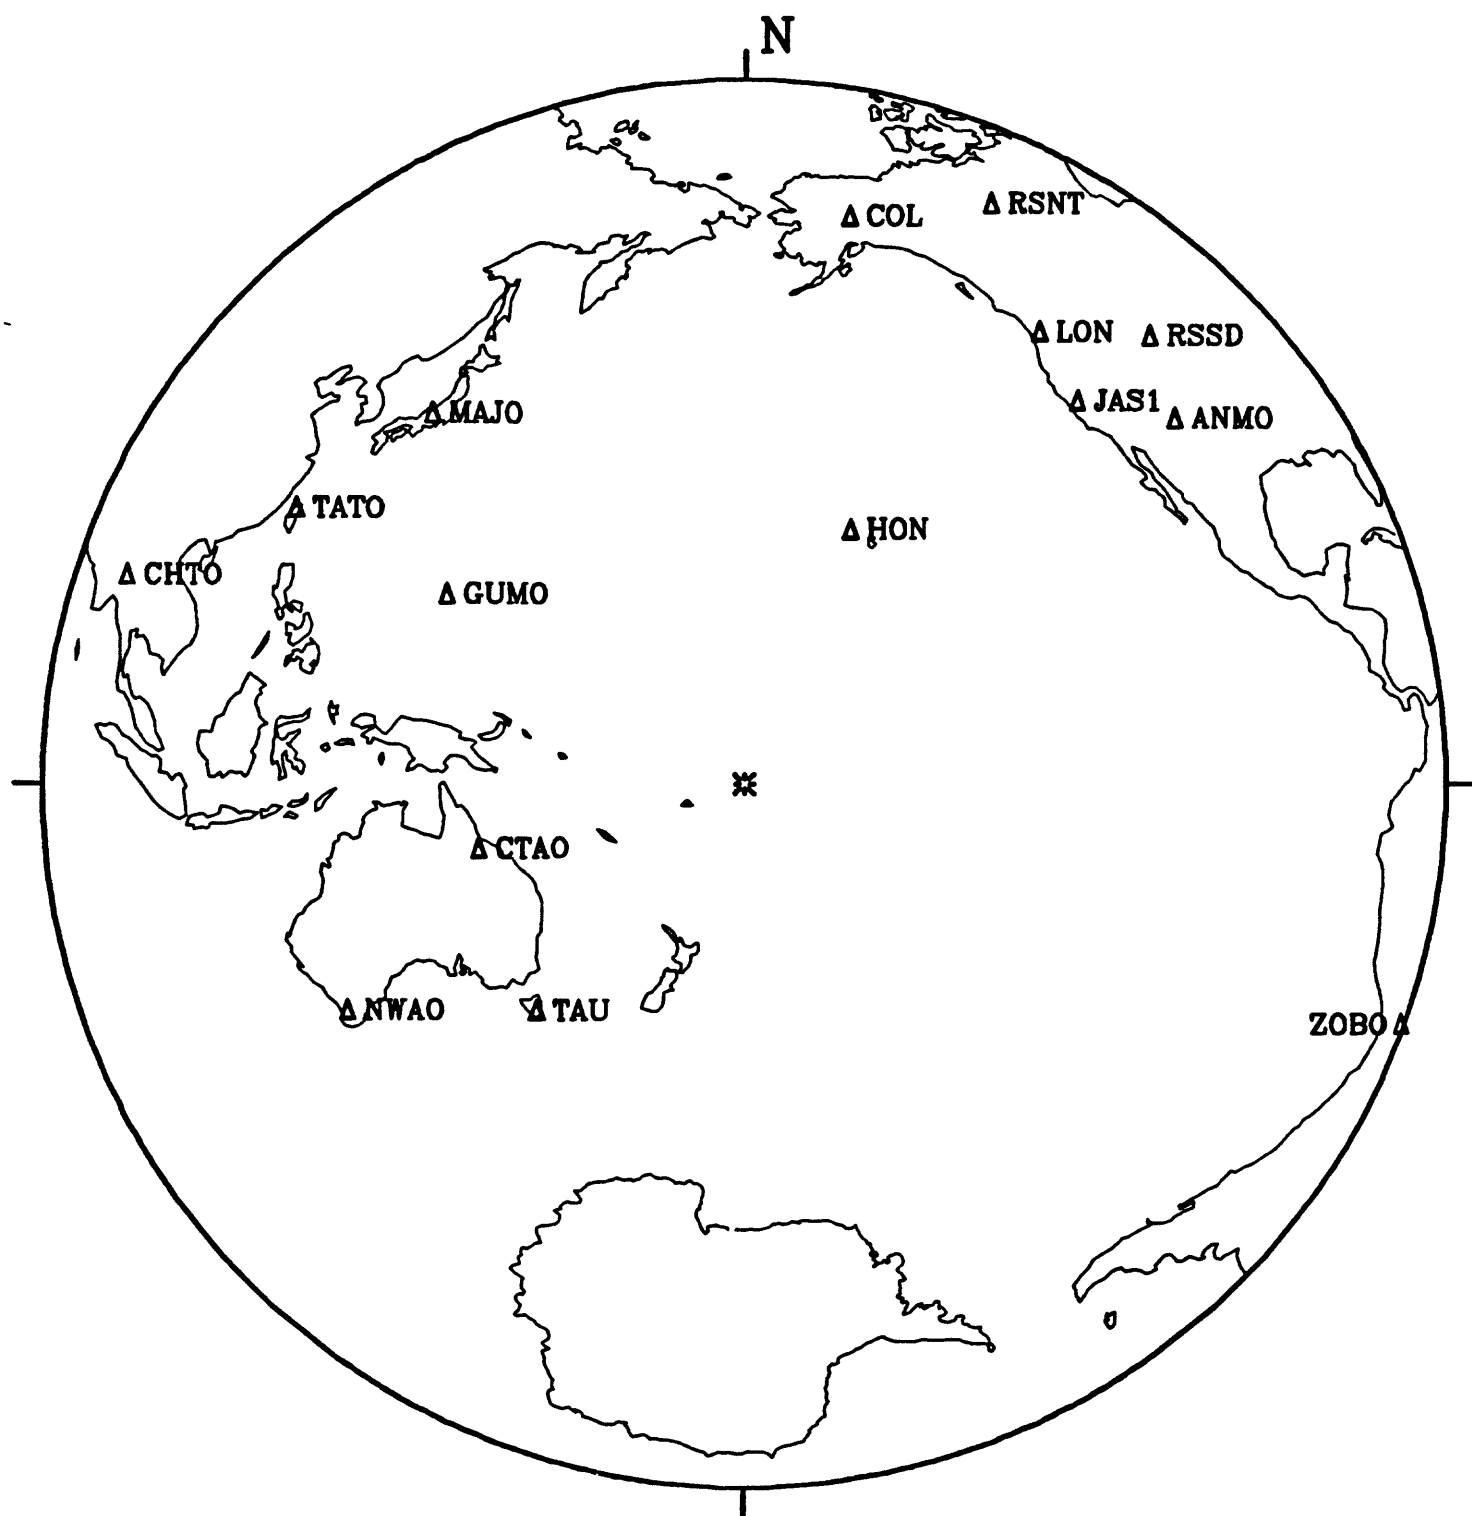 N
RSNT
COL
LON
RSSD
JAS1
MAJO
ANMO
TATO
HON
CHTO
GUMO
CTAO
NWAO
TAU
ZOBO